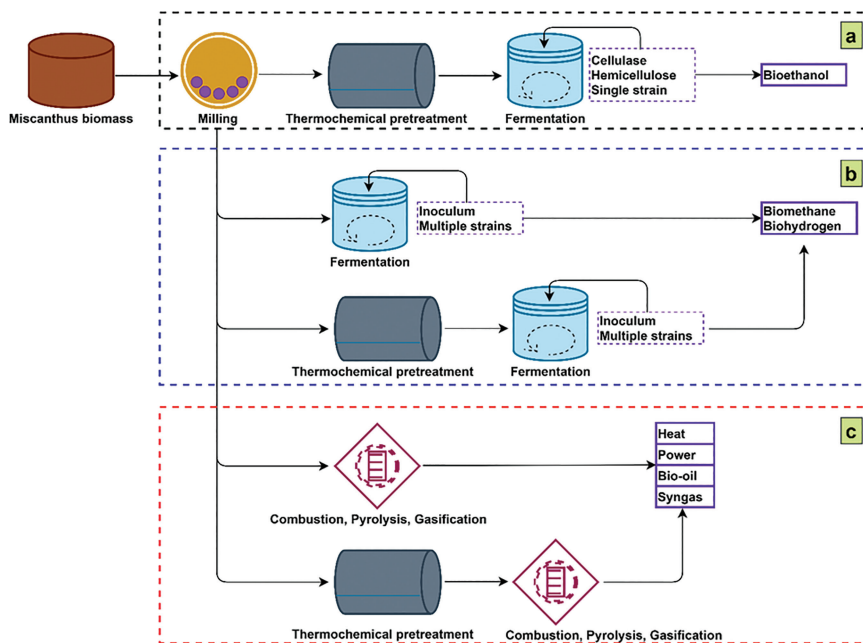 a
Cellulase
Hemicellulose
Single strain
Bioethanol
Miscanthus biomass
Milling
Thermochemical pretreatment
Fermentation
b
Inoculum
Multiple strains
Biomethane
Biohydrogen
Fermentation
Inoculum
Multiple strains
Thermochemical pretreatment
Fermentation
c
Heat
Power
Bio-oil
Syngas
Combustion, Pyrolysis, Gasification
Thermochemical pretreatment
Combustion, Pyrolysis, Gasification